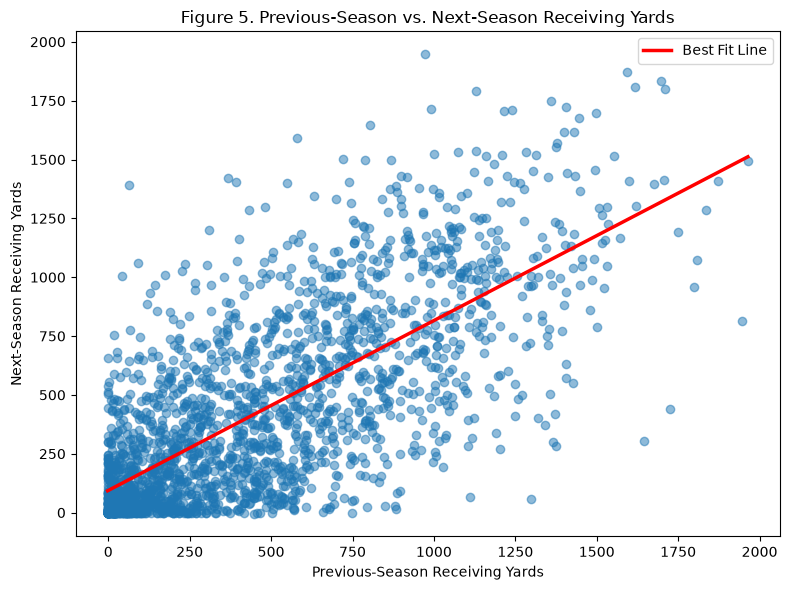 Figure 5. Previous-Season vs. Next-Season Receiving Yards
Best Fit Line
Next-Season Receiving Yards
2000
1750
1500
1250
1000
750
500
250
0
0 250 500 750 1000 1250 1500 1750 2000
Previous-Season Receiving Yards